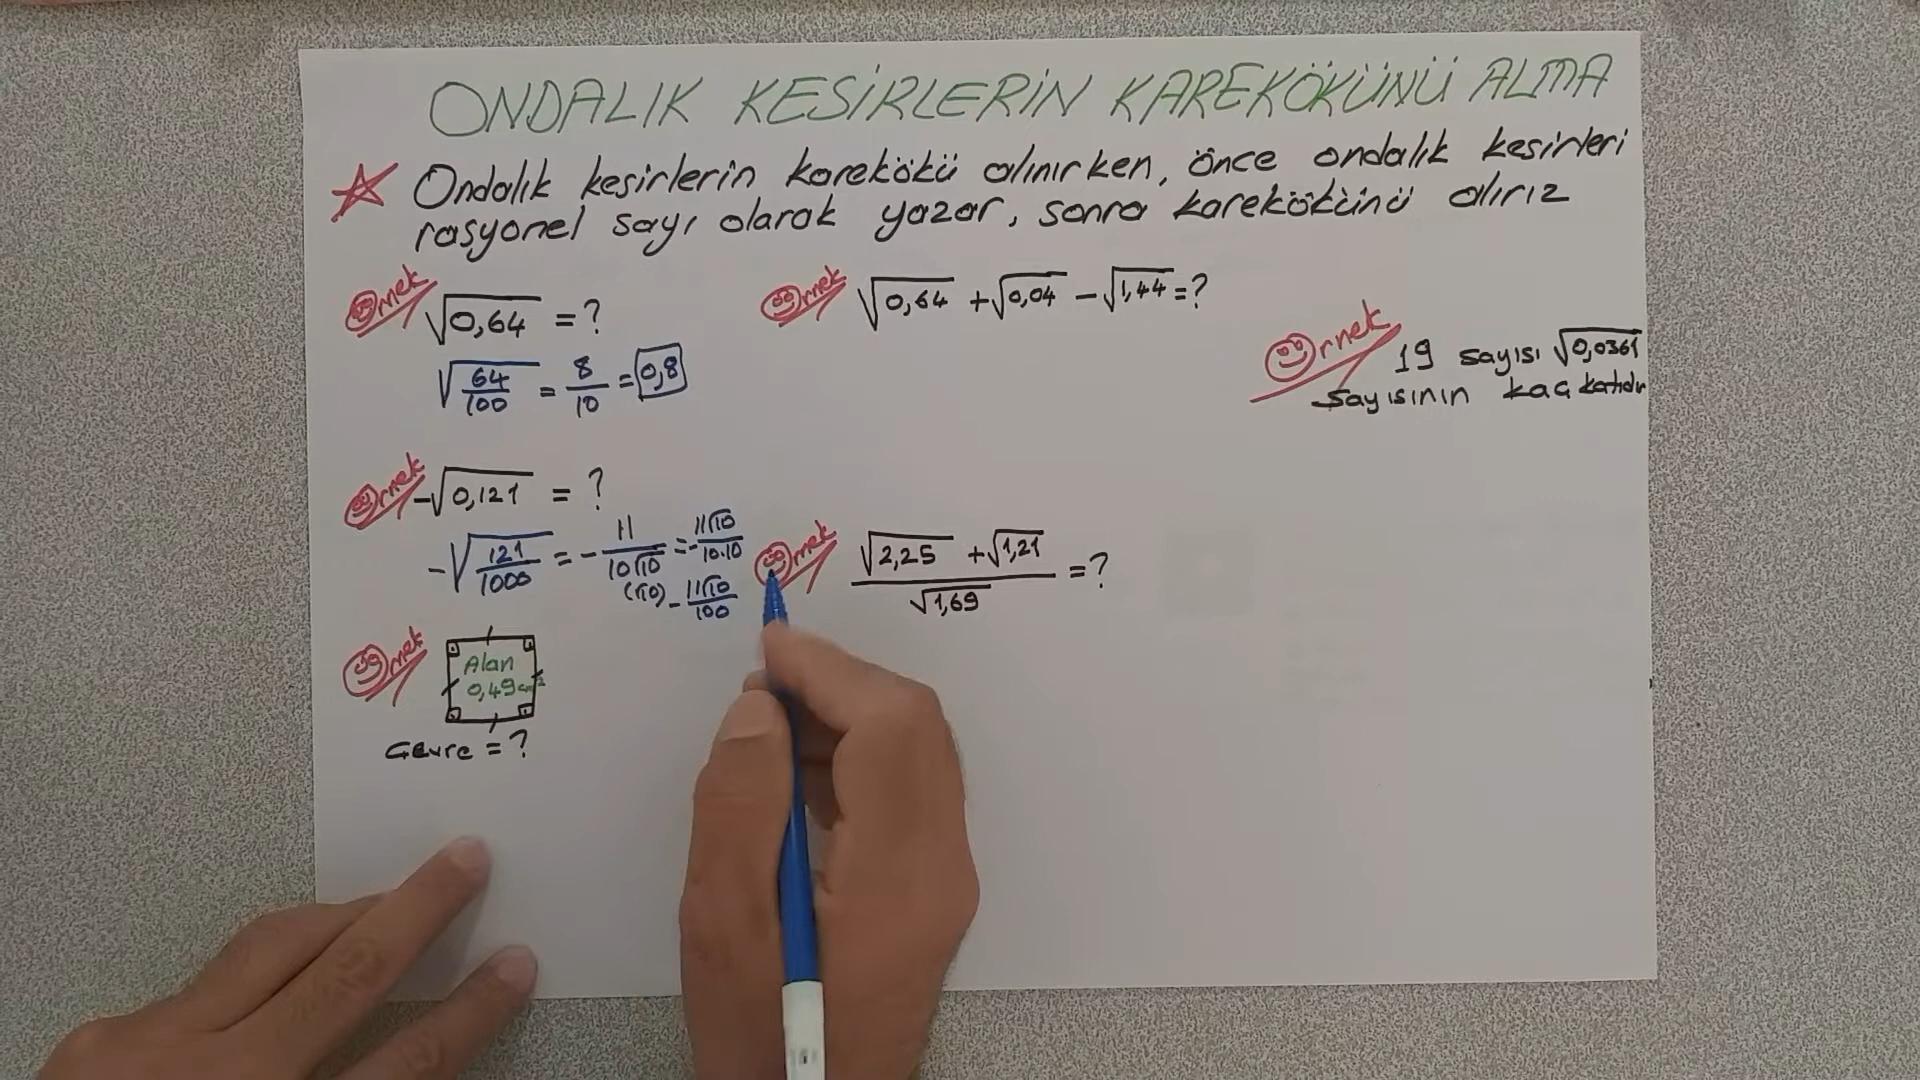 ONDALIK KESİRLERİN KAREKÖKÜNÜ ALMA
Ondalık kesirlerin karekökü alınırken, önce ondalık kesirleri
rasyonel sayı olarak yazar, sonra karekökünü alırız
Örnek √0,64 = ?
√64/100 = 8/10 = 0,8
Örnek -√0,121 = ?
-√121/1000 = -11/10√10 = -11√10/10.10
(√10) -11√10/100
Örnek Alan
0,49 cm²
Çevre = ?
Örnek √0,64 + √0,04 - √1,44 = ?
Örnek (√2,25 + √1,21)/√1,69 = ?
Örnek 19 sayısı √0,0361
sayısının kaç katıdır